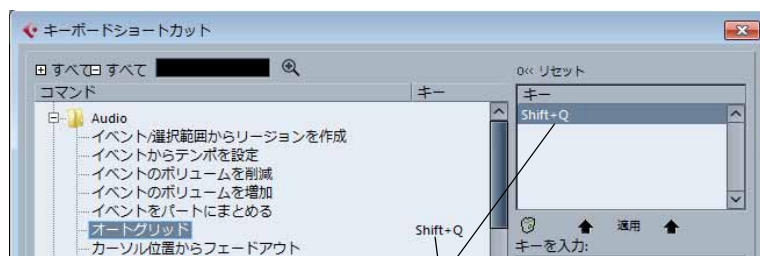 キーボードショートカット
すべて すべて
0<< リセット
コマンド キー
キー
Audio
Shift+Q
イベント/選択範囲からリージョンを作成
イベントからテンポを設定
イベントのボリュームを削減
イベントのボリュームを増加
イベントをパートにまとめる
オートグリッド Shift+Q
適用
カーソル位置からフェードアウト
キーを入力: